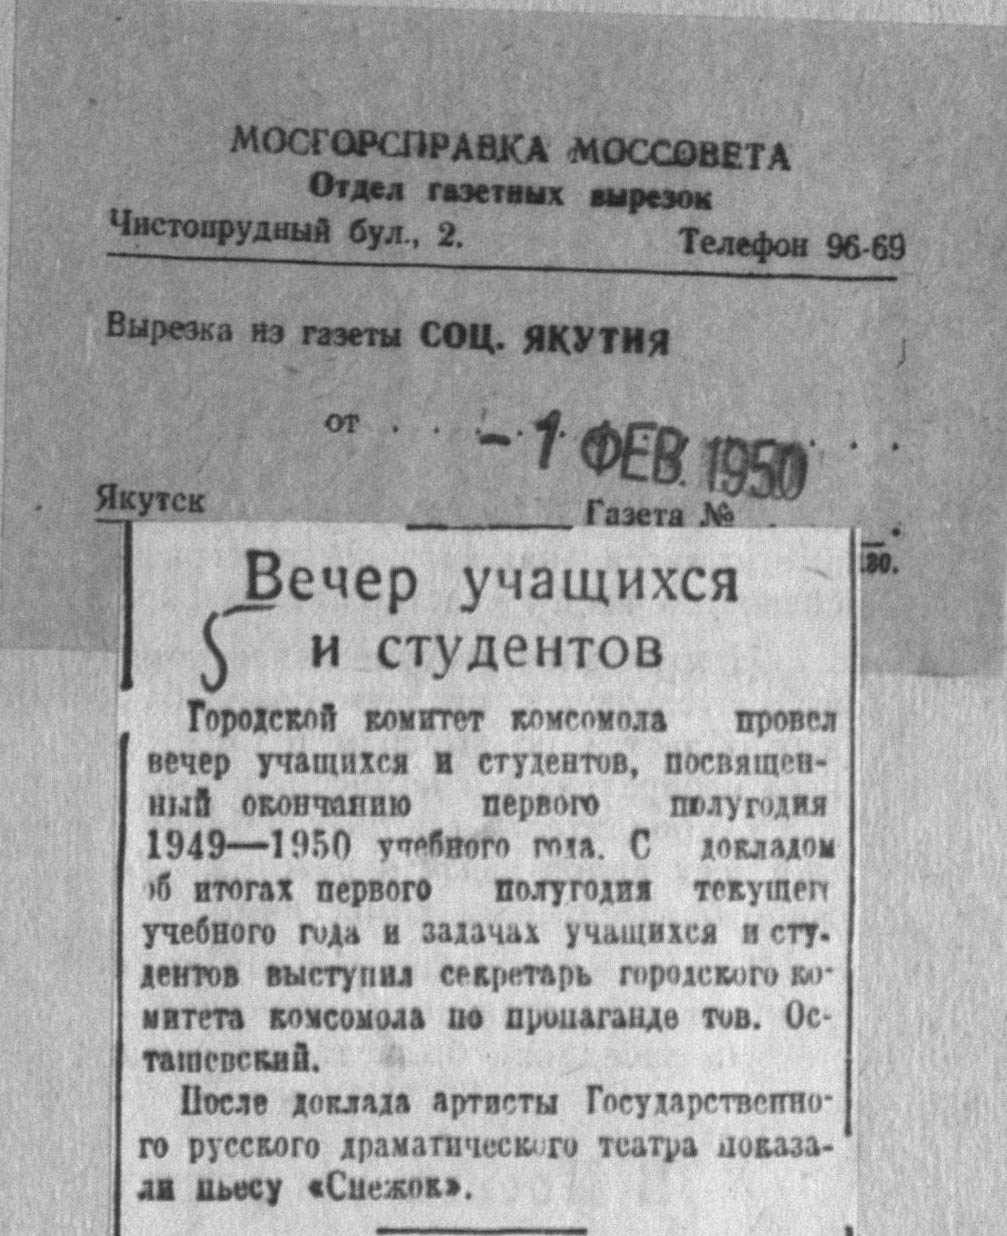 МОСГОРСПРАВКА МОССОВЕТА
Отдел газетных вырезок
Чистопрудный бул., 2. Телефон 96-69
Вырезка из газеты СОЦ. ЯКУТИЯ
от . . -1 ФЕВ. 1950 . . .
Якутск Газета №
Вечер учащихся
и студентов
Городской комитет комсомола провел
вечер учащихся и студентов, посвящен-
ный окончанию первого полугодия
1949—1950 учебного года. С докладом
об итогах первого полугодия текущего
учебного года и задачах учащихся и сту-
дентов выступил секретарь городского ко-
митета комсомола по пропаганде тов. Ос-
ташевский.
После доклада артисты Государственно-
го русского драматического театра показа-
ли пьесу «Снежок».